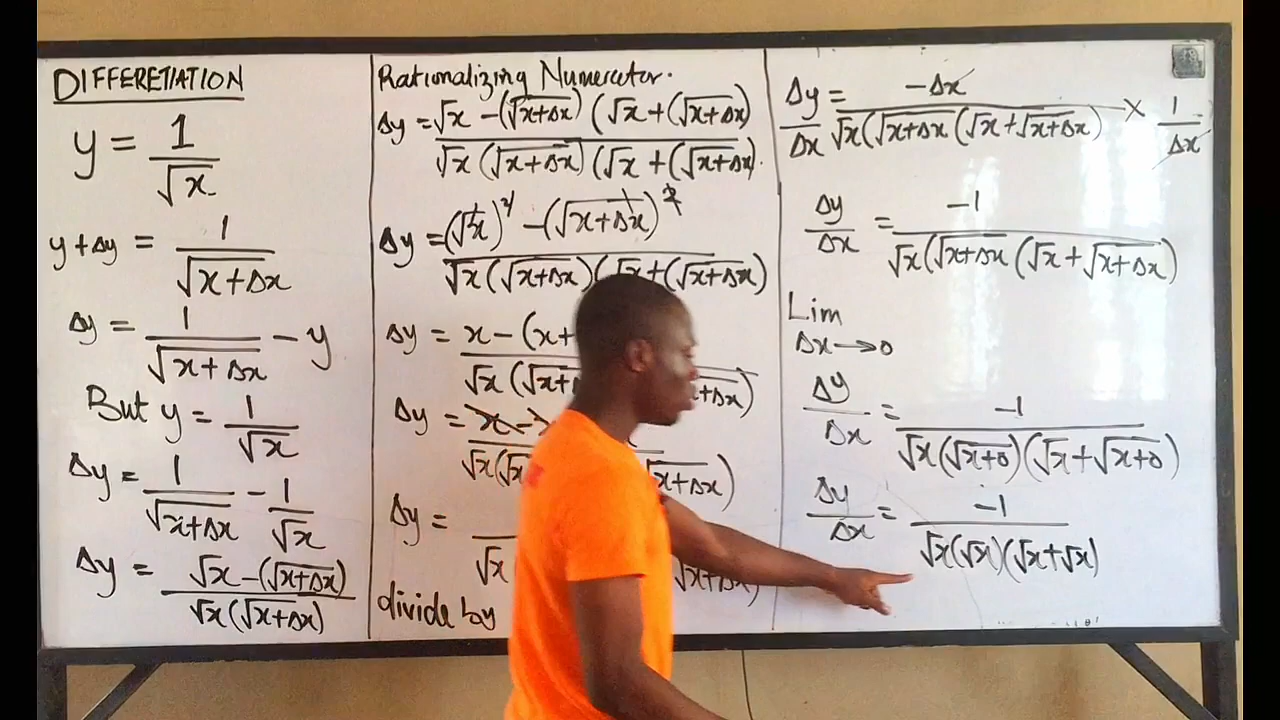 DIFFERETIATION
y = 1/√x
y + Δy = 1/√(x+Δx)
Δy = 1/√(x+Δx) - y
But y = 1/√x
Δy = 1/√(x+Δx) - 1/√x
Δy = √x - (√(x+Δx)) / √x (√(x+Δx))
Rationalizing Numerator.
Δy = √x - (√(x+Δx)) (√x + (√(x+Δx)) / √x (√(x+Δx)) (√x + (√(x+Δx)).
Δy = (√x)² - (√(x+Δx))² / √x (√(x+Δx)) (√x + (√(x+Δx))
Δy = x - (x+ / √x (√(x+ +Δx)
Δy = x - / √x (√x √(x+Δx))
Δy = / √x √(x+Δx))
divide by
Δy/Δx = -Δx / √x (√(x+Δx) (√x + √(x+Δx)) × 1/Δx
Δy/Δx = -1 / √x (√(x+Δx) (√x + √(x+Δx))
Lim
Δx→0
Δy/Δx = -1 / √x (√(x+0)) (√x + √(x+0))
Δy/Δx = -1 / √x (√x) (√x + √x)